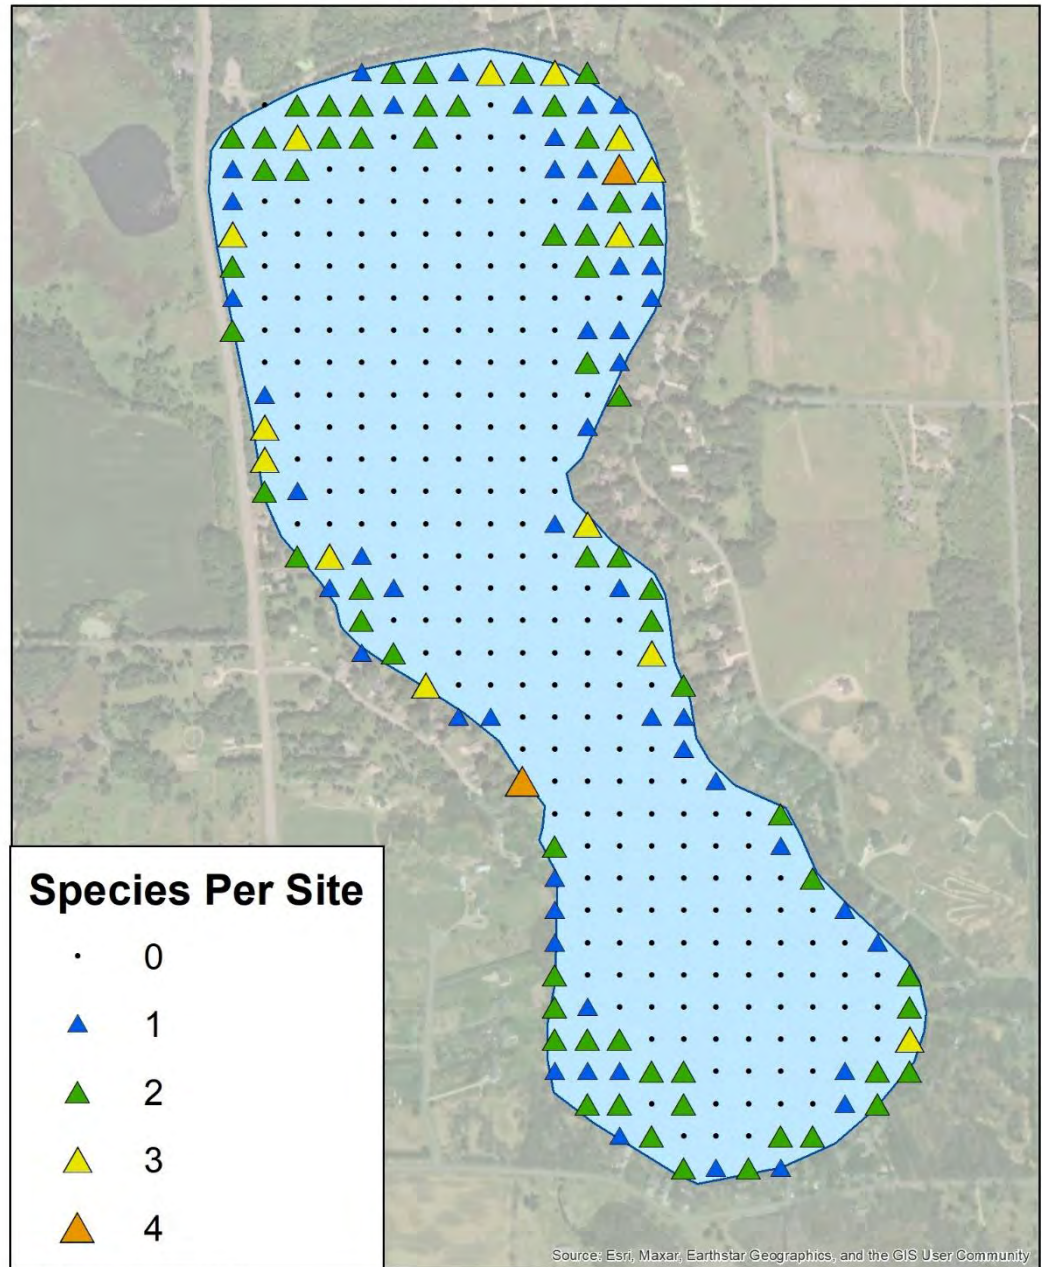 Species Per Site
0
1
2
3
4
Source: Esri, Maxar, Earthstar Geographics, and the GIS User Community